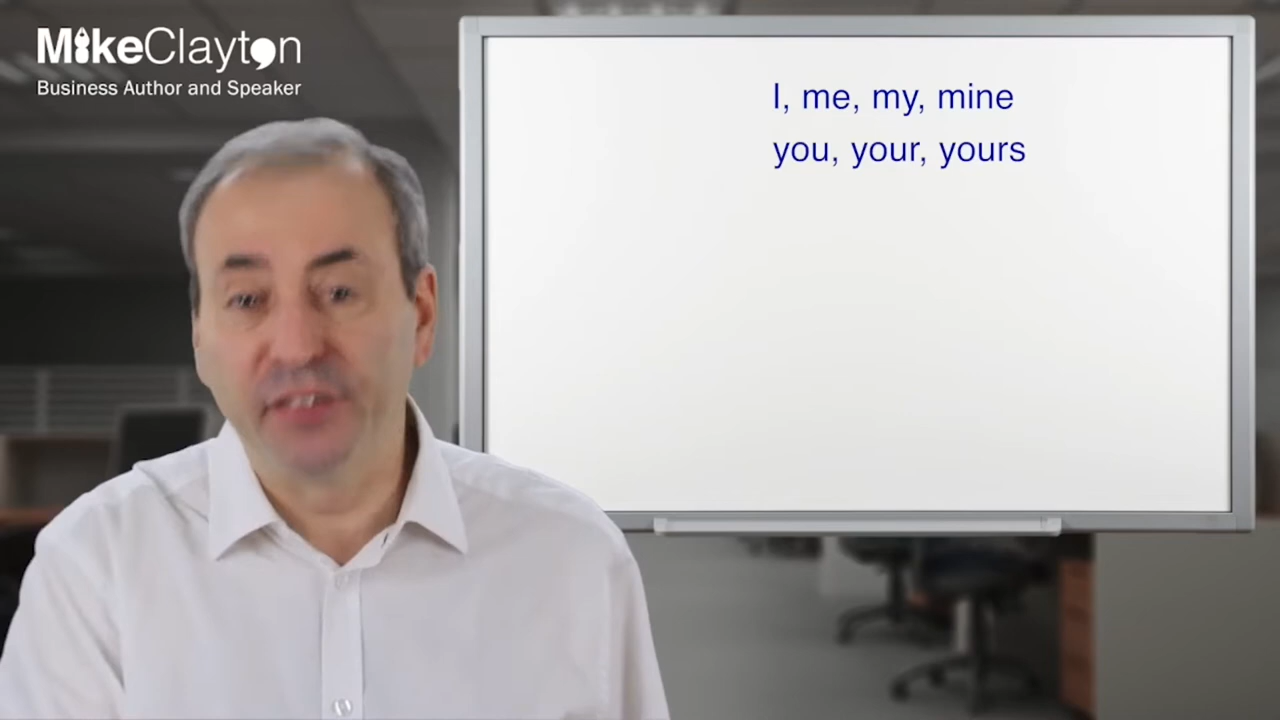 MikeClayton
Business Author and Speaker
I, me, my, mine
you, your, yours